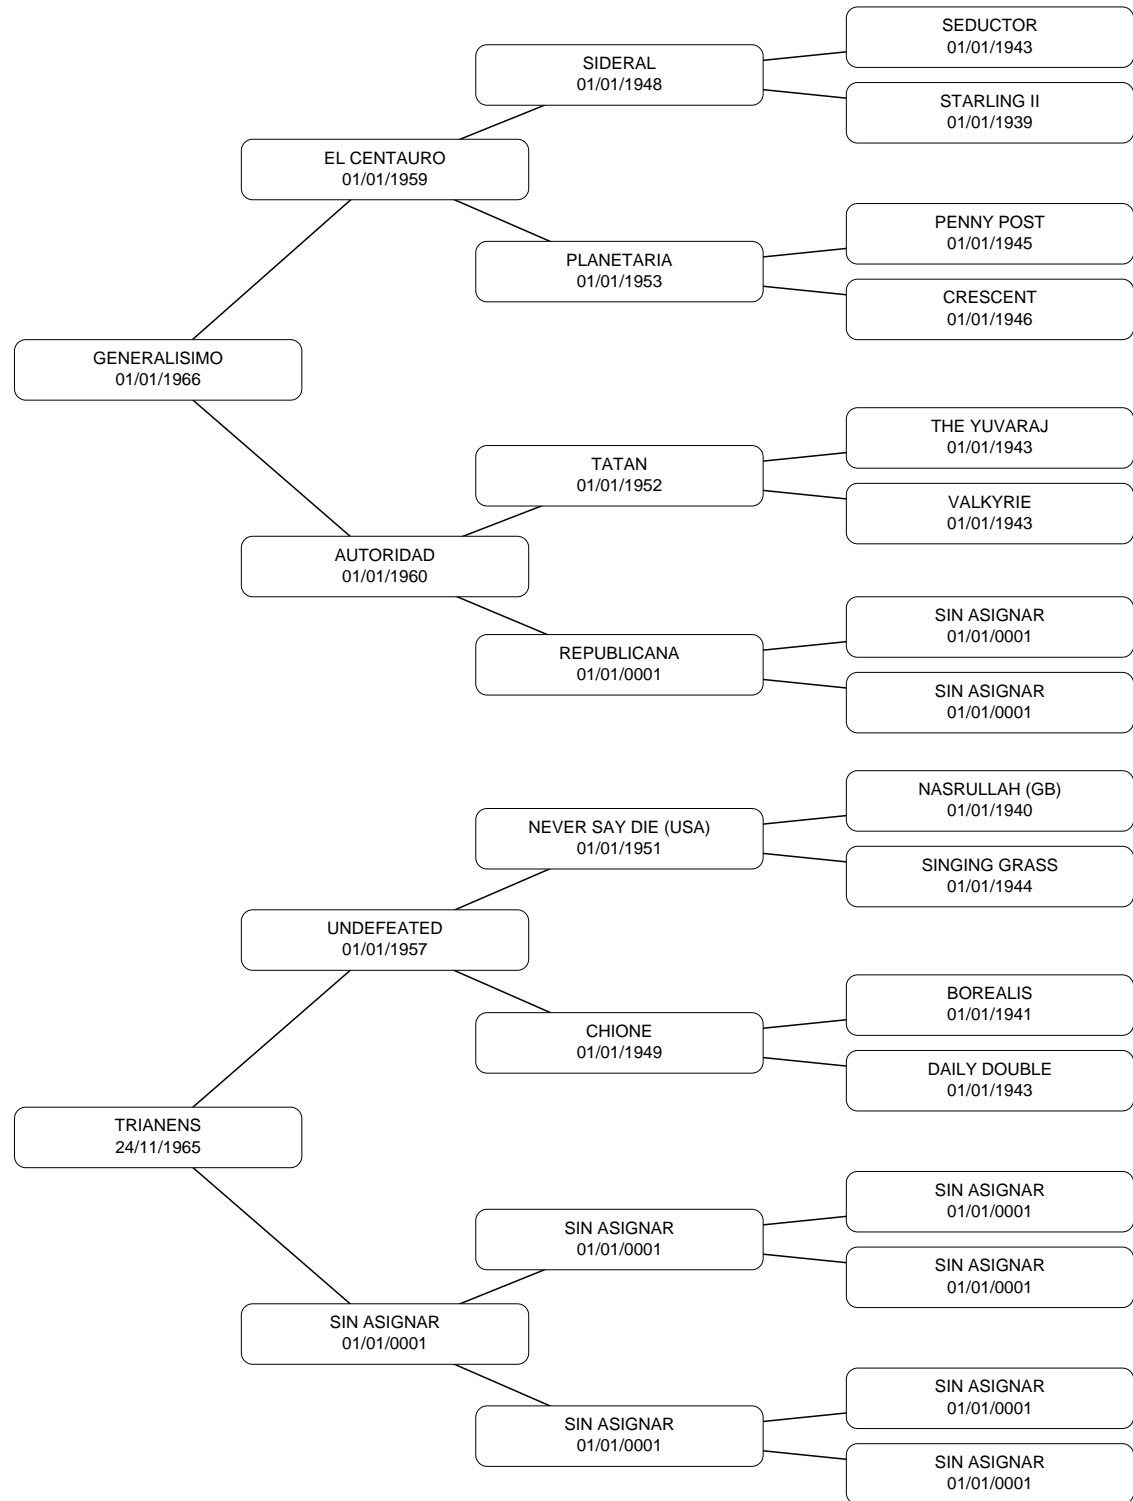 SEDUCTOR
01/01/1943
SIDERAL
01/01/1948
STARLING II
01/01/1939
EL CENTAURO
01/01/1959
PENNY POST
01/01/1945
PLANETARIA
01/01/1953
CRESCENT
01/01/1946
GENERALISIMO
01/01/1966
THE YUVARAJ
01/01/1943
TATAN
01/01/1952
VALKYRIE
01/01/1943
AUTORIDAD
01/01/1960
SIN ASIGNAR
01/01/0001
REPUBLICANA
01/01/0001
SIN ASIGNAR
01/01/0001
NASRULLAH (GB)
01/01/1940
NEVER SAY DIE (USA)
01/01/1951
SINGING GRASS
01/01/1944
UNDEFEATED
01/01/1957
BOREALIS
01/01/1941
CHIONE
01/01/1949
DAILY DOUBLE
01/01/1943
TRIANENS
24/11/1965
SIN ASIGNAR
01/01/0001
SIN ASIGNAR
01/01/0001
SIN ASIGNAR
01/01/0001
SIN ASIGNAR
01/01/0001
SIN ASIGNAR
01/01/0001
SIN ASIGNAR
01/01/0001
SIN ASIGNAR
01/01/0001